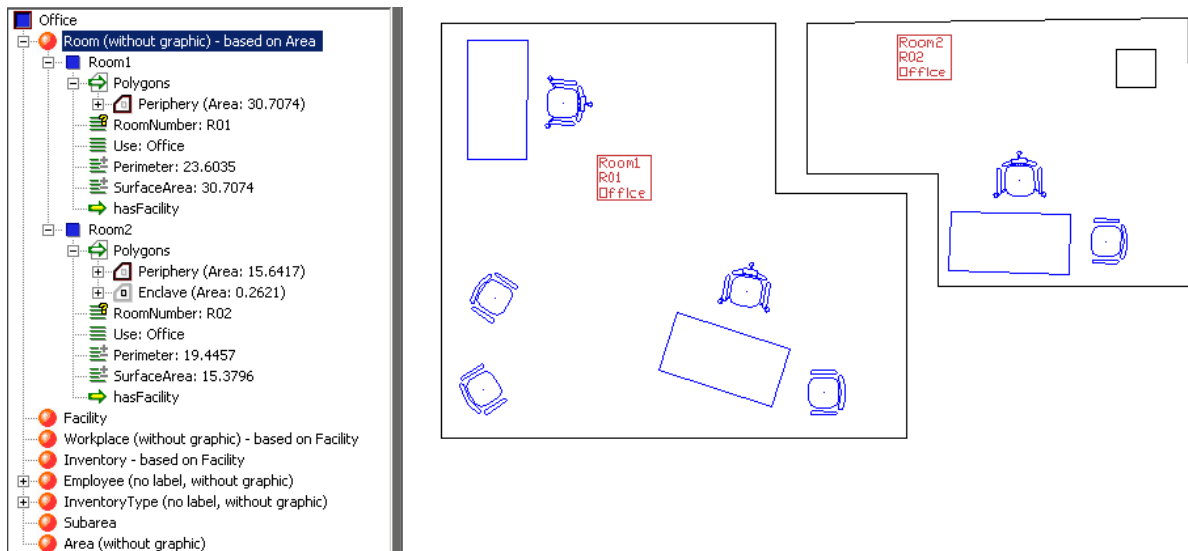 Office
Room (without graphic) - based on Area
Room1
Polygons
Periphery (Area: 30.7074)
RoomNumber: R01
Use: Office
Perimeter: 23.6035
SurfaceArea: 30.7074
hasFacility
Room2
Polygons
Periphery (Area: 15.6417)
Enclave (Area: 0.2621)
RoomNumber: R02
Use: Office
Perimeter: 19.4457
SurfaceArea: 15.3796
hasFacility
Facility
Workplace (without graphic) - based on Facility
Inventory - based on Facility
Employee (no label, without graphic)
InventoryType (no label, without graphic)
Subarea
Area (without graphic)
Room1
R01
Office
Room2
R02
Office